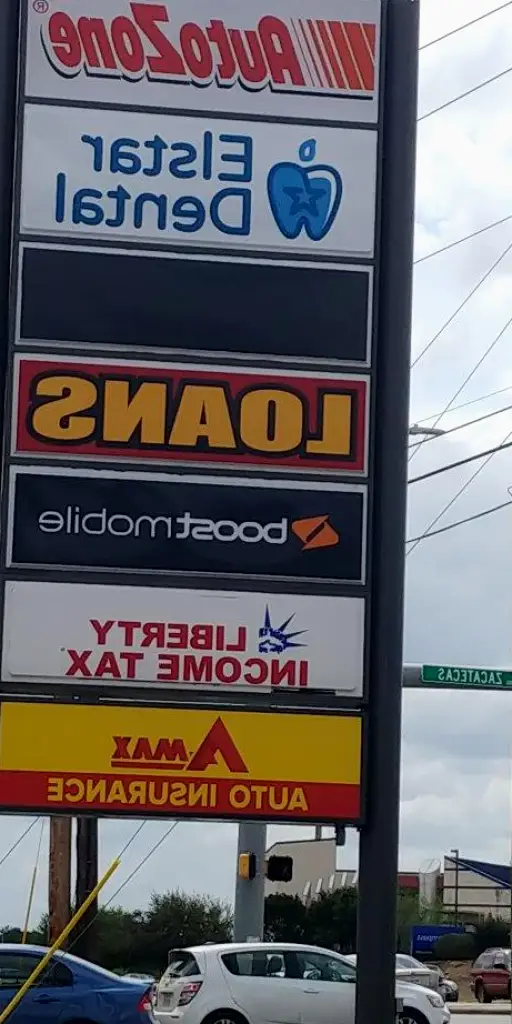 AutoZone®
Elstar
Dental
LOANS
boostmobile
LIBERTY
INCOME TAX
A-MAX
AUTO INSURANCE
ZACATECAS